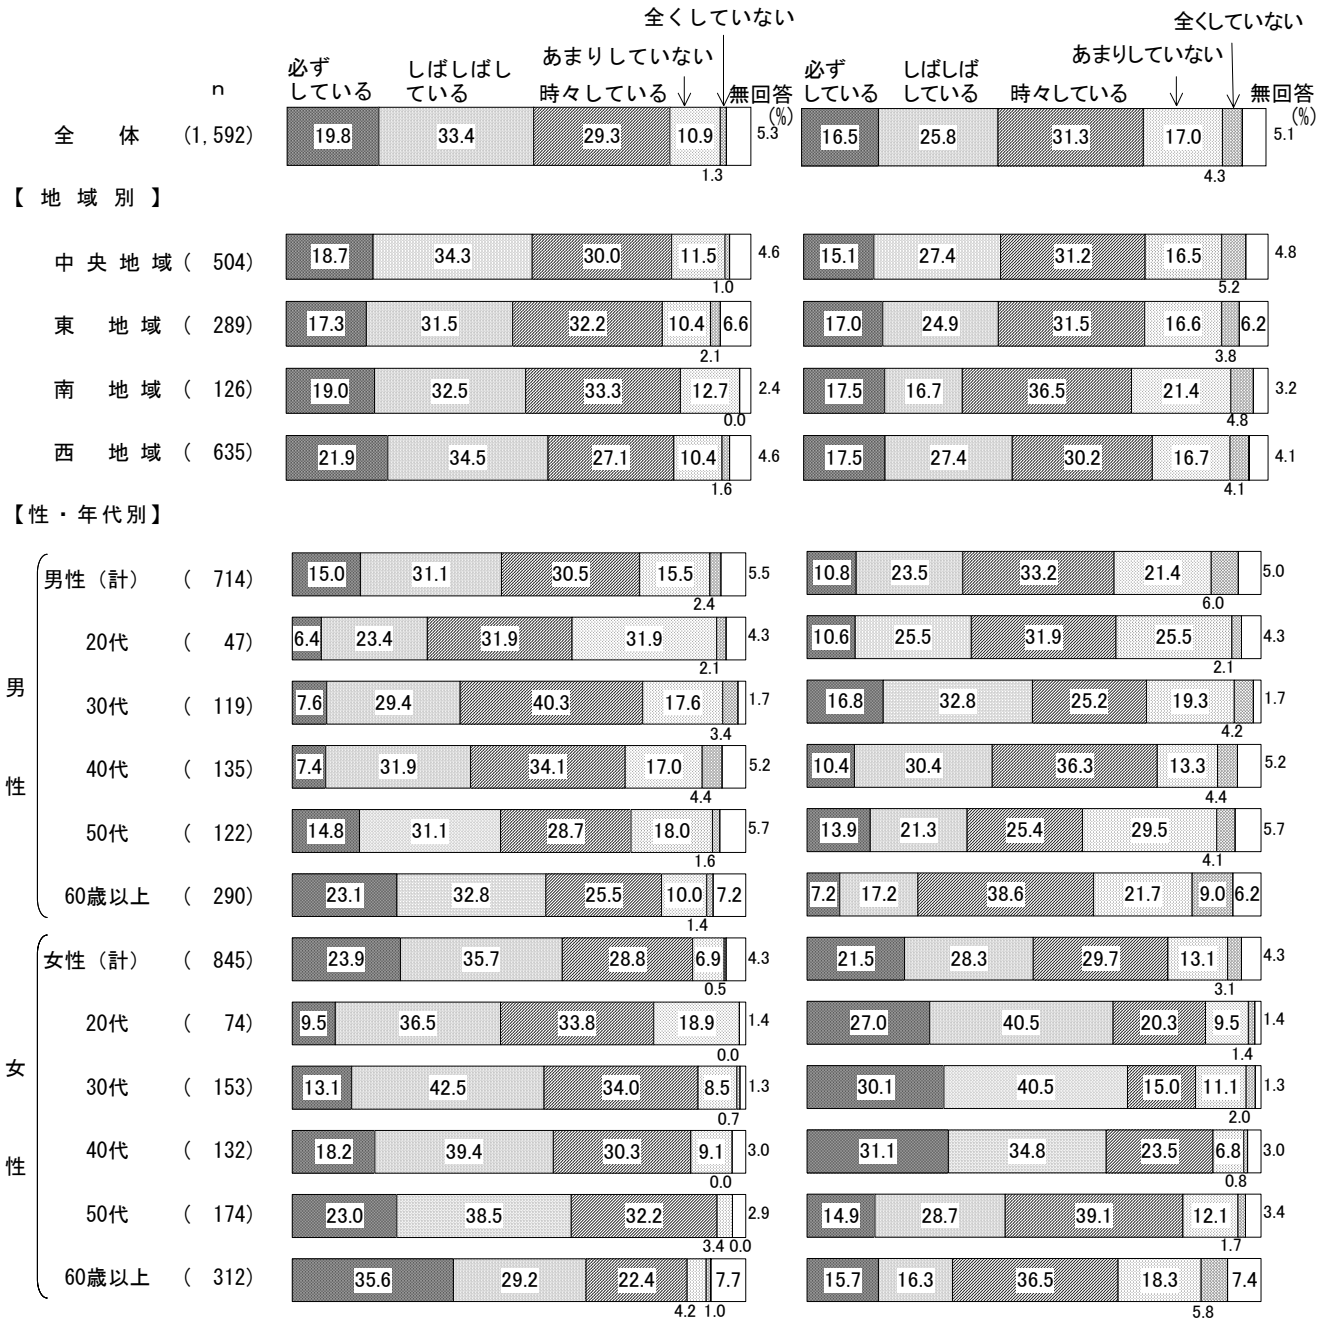 全くしていない 全くしていない
あまりしていない あまりしていない
必ず
している しばしばし
ている 時々している 無回答 必ず
している しばしば
している 時々している 無回答
n (%) (%)
全 体 (1,592) 19.8 33.4 29.3 10.9 5.3 16.5 25.8 31.3 17.0 5.1
1.3 4.3
【 地 域 別 】
中 央 地 域 ( 504) 18.7 34.3 30.0 11.5 4.6 15.1 27.4 31.2 16.5 4.8
1.0 5.2
東 地 域 ( 289) 17.3 31.5 32.2 10.4 6.6 17.0 24.9 31.5 16.6 6.2
2.1 3.8
南 地 域 ( 126) 19.0 32.5 33.3 12.7 2.4 17.5 16.7 36.5 21.4 3.2
0.0 4.8
西 地 域 ( 635) 21.9 34.5 27.1 10.4 4.6 17.5 27.4 30.2 16.7 4.1
1.6 4.1
【性・年代別】
男性（計） ( 714) 15.0 31.1 30.5 15.5 5.5 10.8 23.5 33.2 21.4 5.0
2.4 6.0
20代 ( 47) 6.4 23.4 31.9 31.9 4.3 10.6 25.5 31.9 25.5 4.3
2.1 2.1
男
30代 ( 119) 7.6 29.4 40.3 17.6 1.7 16.8 32.8 25.2 19.3 1.7
3.4 4.2
40代 ( 135) 7.4 31.9 34.1 17.0 5.2 10.4 30.4 36.3 13.3 5.2
性
4.4 4.4
50代 ( 122) 14.8 31.1 28.7 18.0 5.7 13.9 21.3 25.4 29.5 5.7
1.6 4.1
60歳以上 ( 290) 23.1 32.8 25.5 10.0 7.2 7.2 17.2 38.6 21.7 9.0 6.2
1.4
女性（計） ( 845) 23.9 35.7 28.8 6.9 4.3 21.5 28.3 29.7 13.1 4.3
0.5 3.1
20代 ( 74) 9.5 36.5 33.8 18.9 1.4 27.0 40.5 20.3 9.5 1.4
0.0 1.4
女
30代 ( 153) 13.1 42.5 34.0 8.5 1.3 30.1 40.5 15.0 11.1 1.3
0.7 2.0
40代 ( 132) 18.2 39.4 30.3 9.1 3.0 31.1 34.8 23.5 6.8 3.0
性
0.0 0.8
50代 ( 174) 23.0 38.5 32.2 2.9 14.9 28.7 39.1 12.1 3.4
3.4 0.0 1.7
60歳以上 ( 312) 35.6 29.2 22.4 7.7 15.7 16.3 36.5 18.3 7.4
4.2 1.0 5.8